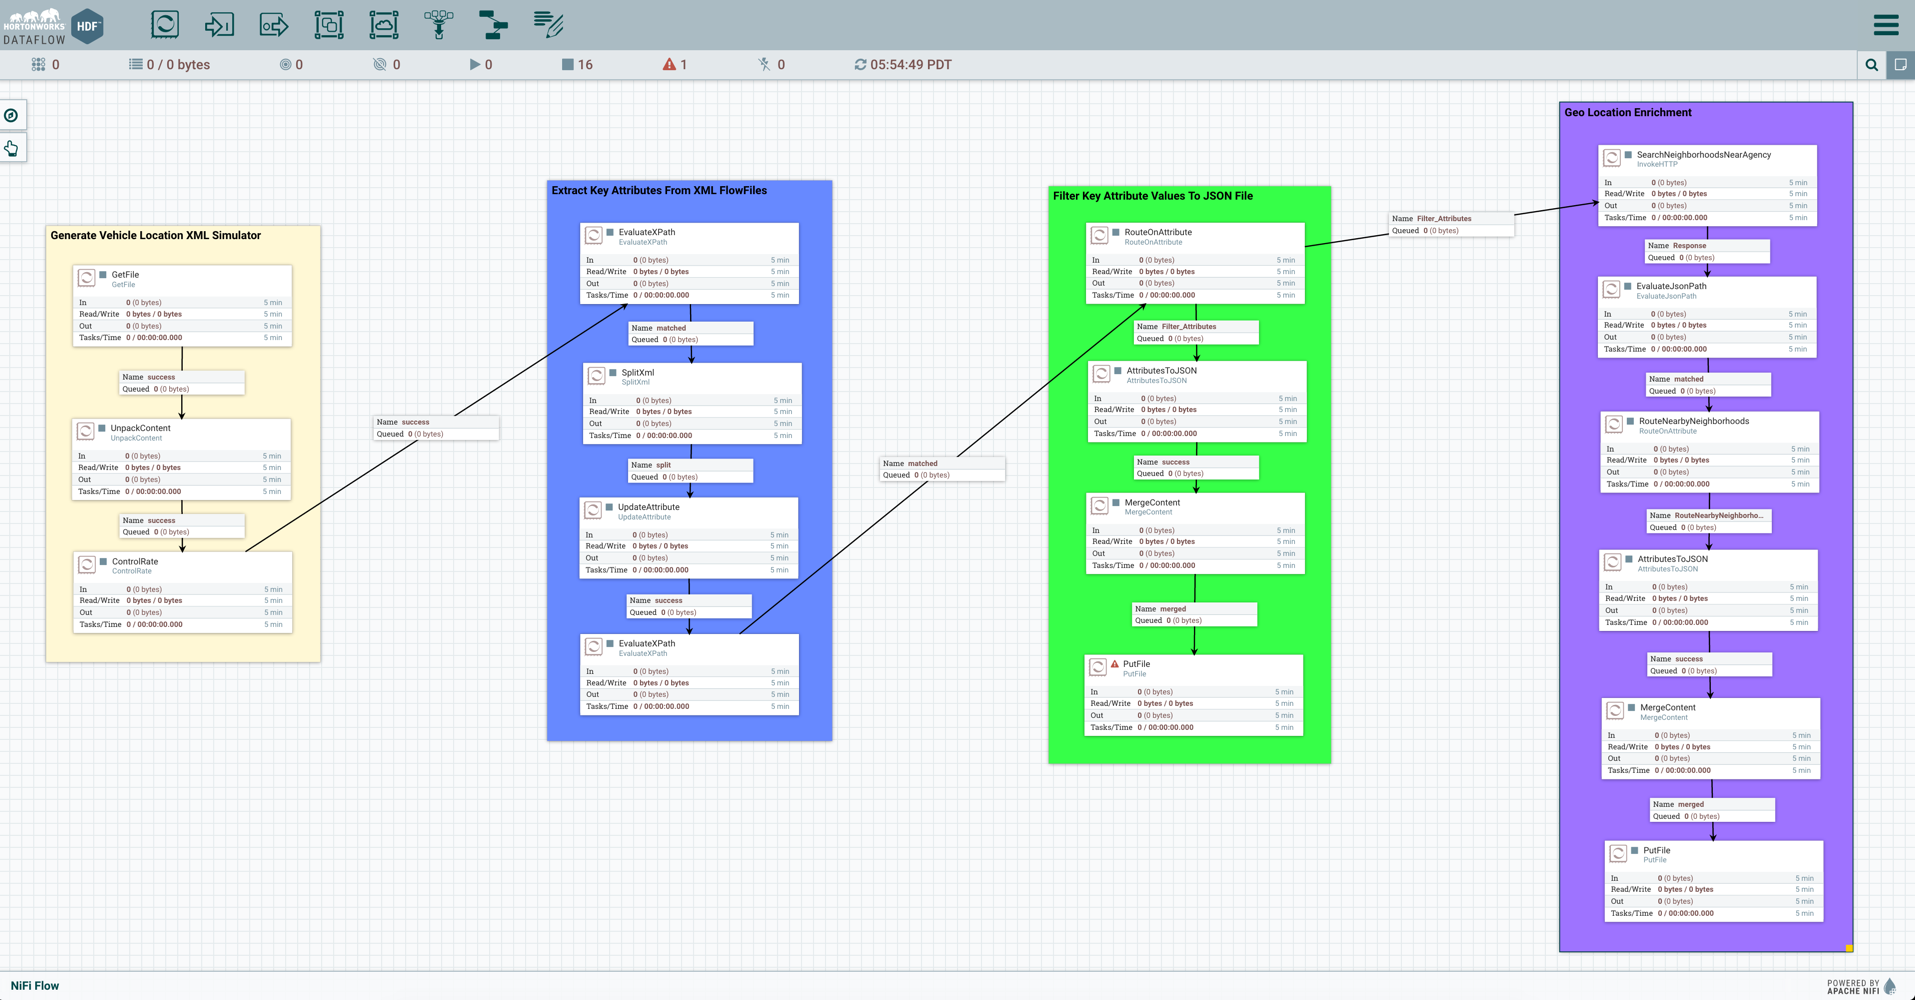 HORTONWORKS
DATAFLOW
HDF
0
0 / 0 bytes
0
0
0
16
1
0
05:54:49 PDT
Generate Vehicle Location XML Simulator
GetFile
GetFile
In 0 (0 bytes) 5 min
Read/Write 0 bytes / 0 bytes 5 min
Out 0 (0 bytes) 5 min
Tasks/Time 0 / 00:00:00.000 5 min
Name success
Queued 0 (0 bytes)
UnpackContent
UnpackContent
In 0 (0 bytes) 5 min
Read/Write 0 bytes / 0 bytes 5 min
Out 0 (0 bytes) 5 min
Tasks/Time 0 / 00:00:00.000 5 min
Name success
Queued 0 (0 bytes)
ControlRate
ControlRate
In 0 (0 bytes) 5 min
Read/Write 0 bytes / 0 bytes 5 min
Out 0 (0 bytes) 5 min
Tasks/Time 0 / 00:00:00.000 5 min
Name success
Queued 0 (0 bytes)
Extract Key Attributes From XML FlowFiles
EvaluateXPath
EvaluateXPath
In 0 (0 bytes) 5 min
Read/Write 0 bytes / 0 bytes 5 min
Out 0 (0 bytes) 5 min
Tasks/Time 0 / 00:00:00.000 5 min
Name matched
Queued 0 (0 bytes)
SplitXml
SplitXml
In 0 (0 bytes) 5 min
Read/Write 0 bytes / 0 bytes 5 min
Out 0 (0 bytes) 5 min
Tasks/Time 0 / 00:00:00.000 5 min
Name split
Queued 0 (0 bytes)
UpdateAttribute
UpdateAttribute
In 0 (0 bytes) 5 min
Read/Write 0 bytes / 0 bytes 5 min
Out 0 (0 bytes) 5 min
Tasks/Time 0 / 00:00:00.000 5 min
Name success
Queued 0 (0 bytes)
EvaluateXPath
EvaluateXPath
In 0 (0 bytes) 5 min
Read/Write 0 bytes / 0 bytes 5 min
Out 0 (0 bytes) 5 min
Tasks/Time 0 / 00:00:00.000 5 min
Name matched
Queued 0 (0 bytes)
Filter Key Attribute Values To JSON File
RouteOnAttribute
RouteOnAttribute
In 0 (0 bytes) 5 min
Read/Write 0 bytes / 0 bytes 5 min
Out 0 (0 bytes) 5 min
Tasks/Time 0 / 00:00:00.000 5 min
Name Filter_Attributes
Queued 0 (0 bytes)
AttributesToJSON
AttributesToJSON
In 0 (0 bytes) 5 min
Read/Write 0 bytes / 0 bytes 5 min
Out 0 (0 bytes) 5 min
Tasks/Time 0 / 00:00:00.000 5 min
Name success
Queued 0 (0 bytes)
MergeContent
MergeContent
In 0 (0 bytes) 5 min
Read/Write 0 bytes / 0 bytes 5 min
Out 0 (0 bytes) 5 min
Tasks/Time 0 / 00:00:00.000 5 min
Name merged
Queued 0 (0 bytes)
PutFile
PutFile
In 0 (0 bytes) 5 min
Read/Write 0 bytes / 0 bytes 5 min
Out 0 (0 bytes) 5 min
Tasks/Time 0 / 00:00:00.000 5 min
Name Filter_Attributes
Queued 0 (0 bytes)
Geo Location Enrichment
SearchNeighborhoodsNearAgency
InvokeHTTP
In 0 (0 bytes) 5 min
Read/Write 0 bytes / 0 bytes 5 min
Out 0 (0 bytes) 5 min
Tasks/Time 0 / 00:00:00.000 5 min
Name Response
Queued 0 (0 bytes)
EvaluateJsonPath
EvaluateJsonPath
In 0 (0 bytes) 5 min
Read/Write 0 bytes / 0 bytes 5 min
Out 0 (0 bytes) 5 min
Tasks/Time 0 / 00:00:00.000 5 min
Name matched
Queued 0 (0 bytes)
RouteNearbyNeighborhoods
RouteOnAttribute
In 0 (0 bytes) 5 min
Read/Write 0 bytes / 0 bytes 5 min
Out 0 (0 bytes) 5 min
Tasks/Time 0 / 00:00:00.000 5 min
Name RouteNearbyNeighborho...
Queued 0 (0 bytes)
AttributesToJSON
AttributesToJSON
In 0 (0 bytes) 5 min
Read/Write 0 bytes / 0 bytes 5 min
Out 0 (0 bytes) 5 min
Tasks/Time 0 / 00:00:00.000 5 min
Name success
Queued 0 (0 bytes)
MergeContent
MergeContent
In 0 (0 bytes) 5 min
Read/Write 0 bytes / 0 bytes 5 min
Out 0 (0 bytes) 5 min
Tasks/Time 0 / 00:00:00.000 5 min
Name merged
Queued 0 (0 bytes)
PutFile
PutFile
In 0 (0 bytes) 5 min
Read/Write 0 bytes / 0 bytes 5 min
Out 0 (0 bytes) 5 min
Tasks/Time 0 / 00:00:00.000 5 min
NiFi Flow
POWERED BY
APACHE NIFI